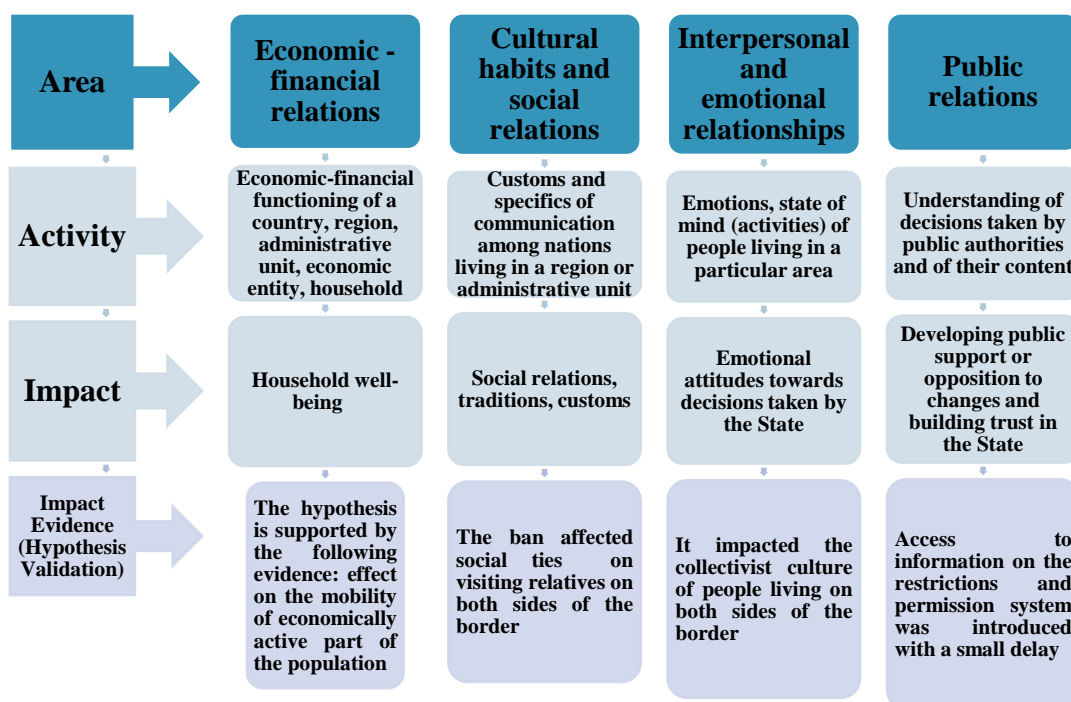 Area
Economic -
financial
relations
Cultural
habits and
social
relations
Interpersonal
and
emotional
relationships
Public
relations
Activity
Economic-financial
functioning of a
country, region,
administrative
unit, economic
entity, household
Customs and
specifics of
communication
among nations
living in a region or
administrative unit
Emotions, state of
mind (activities) of
people living in a
particular area
Understanding of
decisions taken by
public authorities
and of their content
Impact
Household well-
being
Social relations,
traditions, customs
Emotional
attitudes towards
decisions taken by
the State
Developing public
support or
opposition to
changes and
building trust in
the State
Impact
Evidence
(Hypothesis
Validation)
The hypothesis
is supported by
the following
evidence: effect
on the mobility
of economically
active part of
the population
The ban affected
social ties on
visiting relatives on
both sides of the
border
It impacted the
collectivist culture
of people living on
both sides of the
border
Access to
information on the
restrictions and
permission system
was introduced
with a small delay